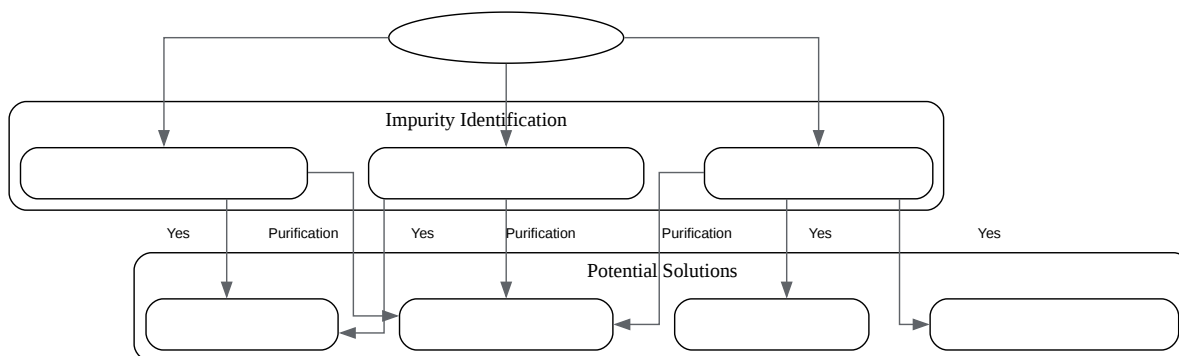 Impurity Identification
Yes
Purification
Yes
Purification
Purification
Yes
Yes
Potential Solutions